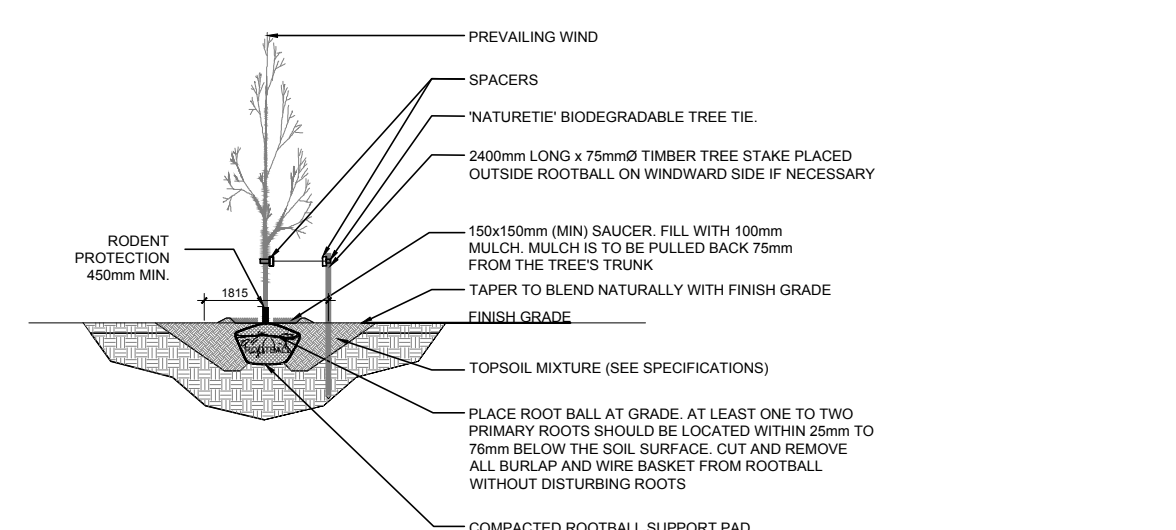 PREVAILING WIND
SPACERS
'NATURETIE' BIODEGRADABLE TREE TIE.
2400mm LONG x 75mmØ TIMBER TREE STAKE PLACED
OUTSIDE ROOTBALL ON WINDWARD SIDE IF NECESSARY
RODENT
PROTECTION
450mm MIN.
150x150mm (MIN) SAUCER. FILL WITH 100mm
MULCH. MULCH IS TO BE PULLED BACK 75mm
FROM THE TREE'S TRUNK
1815
TAPER TO BLEND NATURALLY WITH FINISH GRADE
FINISH GRADE
ROOTBALL
TOPSOIL MIXTURE (SEE SPECIFICATIONS)
PLACE ROOT BALL AT GRADE. AT LEAST ONE TO TWO
PRIMARY ROOTS SHOULD BE LOCATED WITHIN 25mm TO
76mm BELOW THE SOIL SURFACE. CUT AND REMOVE
ALL BURLAP AND WIRE BASKET FROM ROOTBALL
WITHOUT DISTURBING ROOTS
COMPACTED ROOTBALL SUPPORT PAD